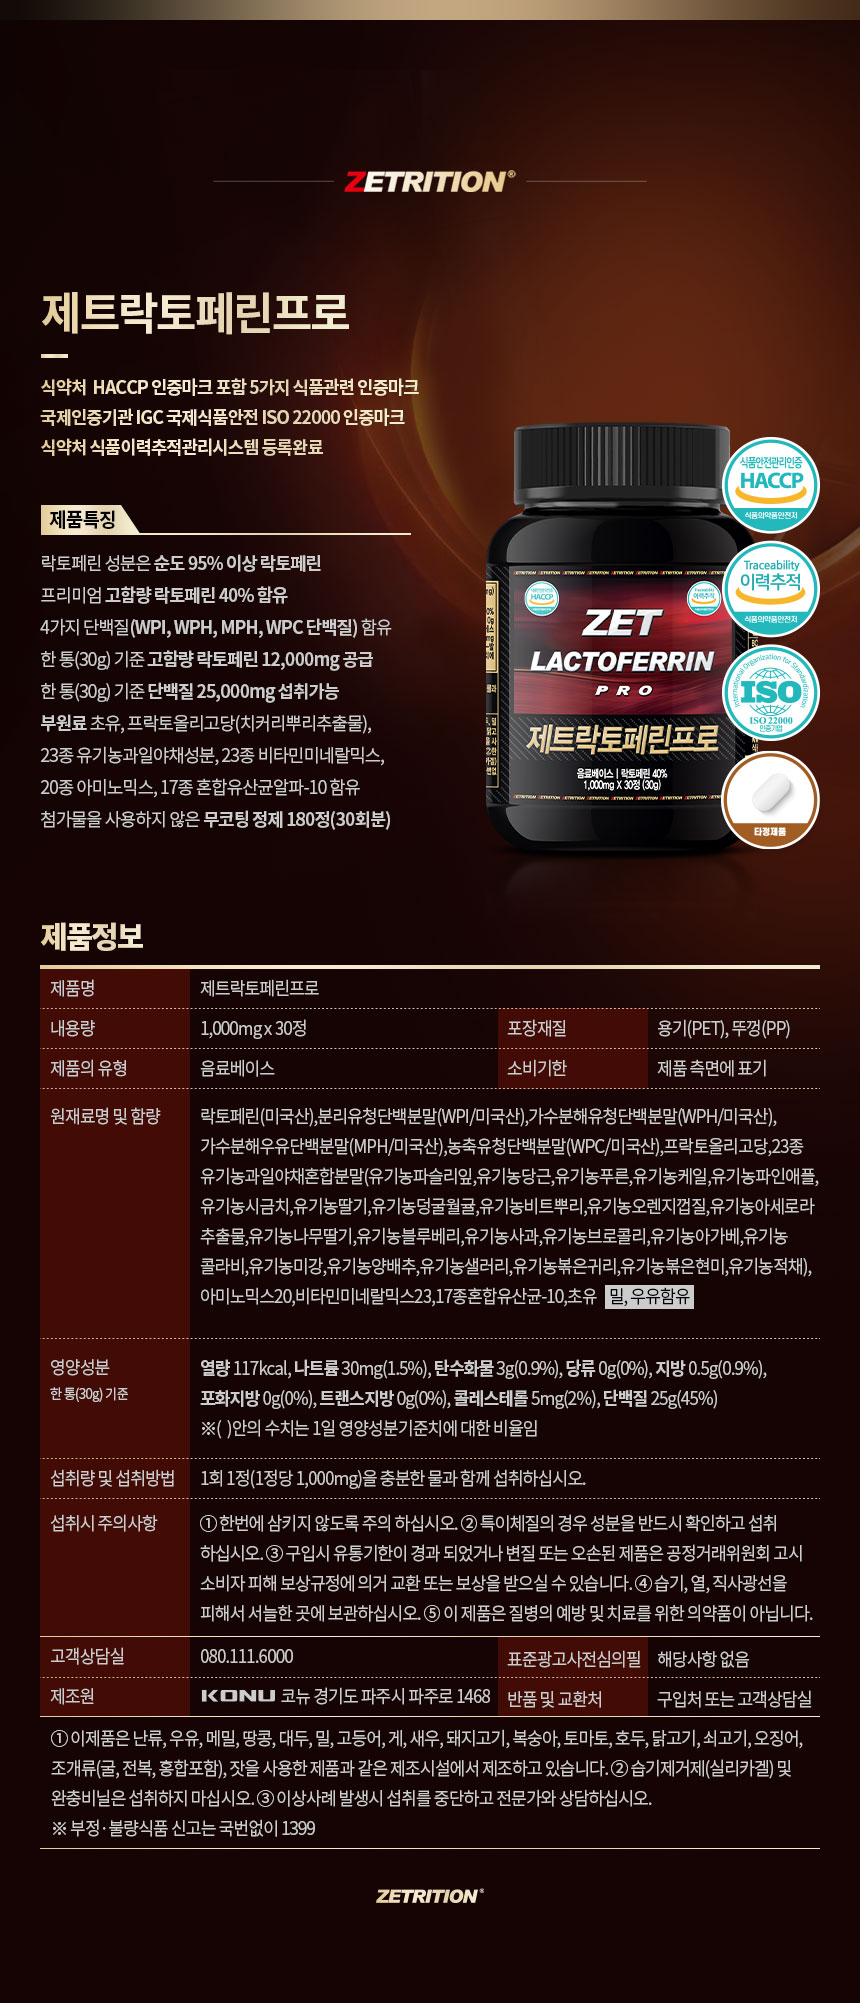 ZETRITION®
제트락토페린프로
식약처 HACCP 인증마크 포함 5가지 식품관련 인증마크
국제인증기관 IGC 국제식품안전 ISO 22000 인증마크
식약처 식품이력추적관리시스템 등록완료
제품특징
락토페린 성분은 순도 95% 이상 락토페린
프리미엄 고함량 락토페린 40% 함유
4가지 단백질(WPI, WPH, MPH, WPC 단백질) 함유
한 통(30g) 기준 고함량 락토페린 12,000mg 공급
한 통(30g) 기준 단백질 25,000mg 섭취가능
부원료 초유, 프락토올리고당(치커리뿌리추출물),
23종 유기농과일야채성분, 23종 비타민미네랄믹스,
20종 아미노믹스, 17종 혼합유산균알파-10 함유
첨가물을 사용하지 않은 무코팅 정제 180정(30회분)
HACCP
Traceability
이력추적
ZET
LACTOFERRIN
PRO
제트락토페린프로
음료베이스 | 락토페린 40%
1,000mg X 30정 (30g)
식품안전관리인증
HACCP
식품의약품안전처
Traceability
이력추적
식품의약품안전처
International Organization for Standardization
ISO
ISO 22000
인증기업
타정제품
제품정보
제품명 제트락토페린프로
내용량 1,000mg x 30정 포장재질 용기(PET), 뚜껑(PP)
제품의 유형 음료베이스 소비기한 제품 측면에 표기
원재료명 및 함량 락토페린(미국산),분리유청단백분말(WPI/미국산),가수분해유청단백분말(WPH/미국산),
가수분해우유단백분말(MPH/미국산),농축유청단백분말(WPC/미국산),프락토올리고당,23종
유기농과일야채혼합분말(유기농파슬리잎,유기농당근,유기농푸룬,유기농케일,유기농파인애플,
유기농시금치,유기농딸기,유기농덩굴월귤,유기농비트뿌리,유기농오렌지껍질,유기농아세로라
추출물,유기농나무딸기,유기농블루베리,유기농사과,유기농브로콜리,유기농아가베,유기농
콜라비,유기농미강,유기농양배추,유기농샐러리,유기농볶은귀리,유기농볶은현미,유기농적채),
아미노믹스20,비타민미네랄믹스23,17종혼합유산균-10,초유 밀, 우유함유
영양성분 열량 117kcal, 나트륨 30mg(1.5%), 탄수화물 3g(0.9%), 당류 0g(0%), 지방 0.5g(0.9%),
한 통(30g) 기준 포화지방 0g(0%), 트랜스지방 0g(0%), 콜레스테롤 5mg(2%), 단백질 25g(45%)
※( )안의 수치는 1일 영양성분기준치에 대한 비율임
섭취량 및 섭취방법 1회 1정(1정당 1,000mg)을 충분한 물과 함께 섭취하십시오.
섭취시 주의사항 ① 한번에 삼키지 않도록 주의 하십시오. ② 특이체질의 경우 성분을 반드시 확인하고 섭취
하십시오. ③ 구입시 유통기한이 경과 되었거나 변질 또는 오손된 제품은 공정거래위원회 고시
소비자 피해 보상규정에 의거 교환 또는 보상을 받으실 수 있습니다. ④ 습기, 열, 직사광선을
피해서 서늘한 곳에 보관하십시오. ⑤ 이 제품은 질병의 예방 및 치료를 위한 의약품이 아닙니다.
고객상담실 080.111.6000 표준광고사전심의필 해당사항 없음
제조원 KONU 코뉴 경기도 파주시 파주로 1468 반품 및 교환처 구입처 또는 고객상담실
① 이제품은 난류, 우유, 메밀, 땅콩, 대두, 밀, 고등어, 게, 새우, 돼지고기, 복숭아, 토마토, 호두, 닭고기, 쇠고기, 오징어,
조개류(굴, 전복, 홍합포함), 잣을 사용한 제품과 같은 제조시설에서 제조하고 있습니다. ② 습기제거제(실리카겔) 및
완충비닐은 섭취하지 마십시오. ③ 이상사례 발생시 섭취를 중단하고 전문가와 상담하십시오.
※ 부정·불량식품 신고는 국번없이 1399
ZETRITION®